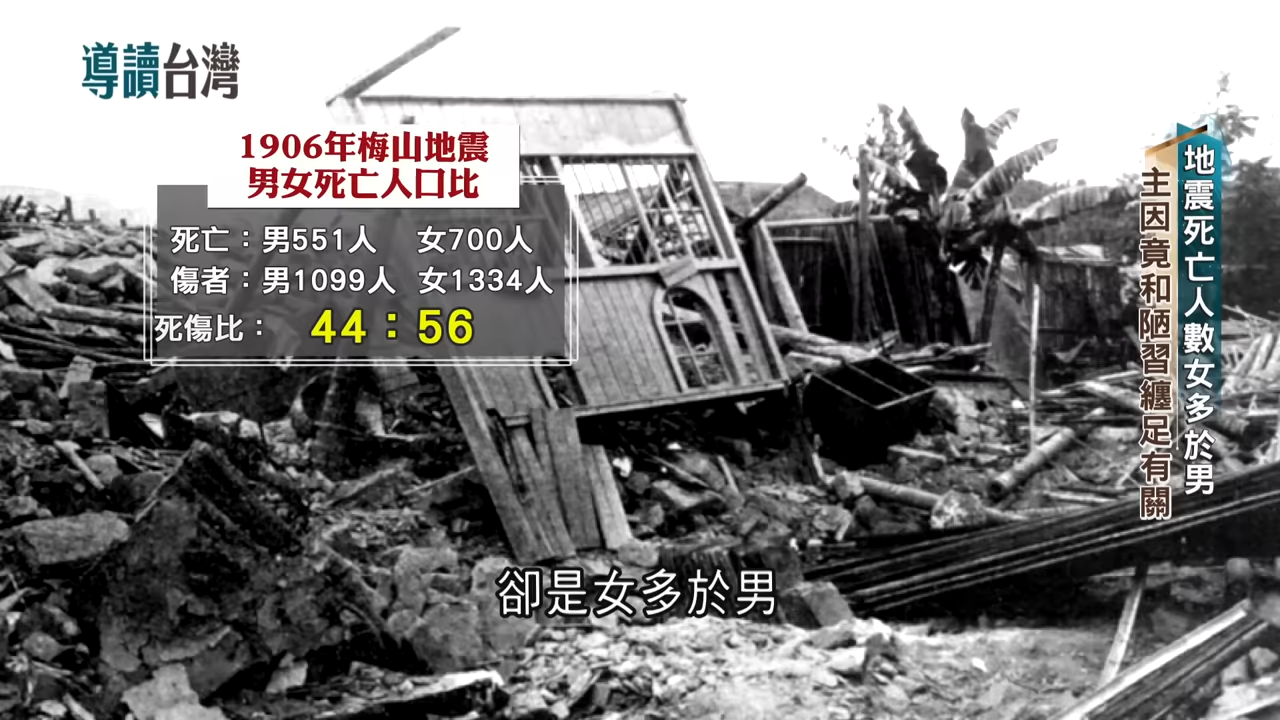 導讀台灣
1906年梅山地震
男女死亡人口比
死亡：男551人 女700人
傷者：男1099人 女1334人
死傷比： 44：56
地震死亡人數女多於男
主因竟和陋習纏足有關
卻是女多於男